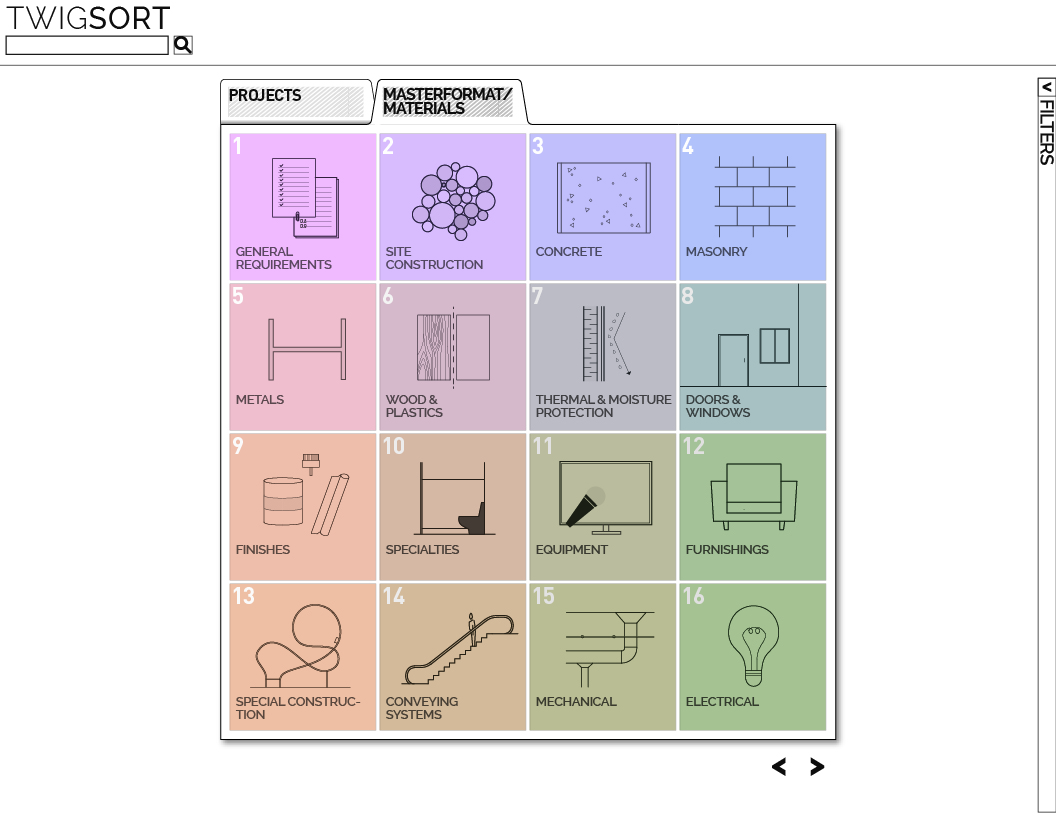 TWIGSORT
PROJECTS
MASTERFORMAT/
MATERIALS
< FILTERS
1
GENERAL
REQUIREMENTS
2
SITE
CONSTRUCTION
3
CONCRETE
4
MASONRY
5
METALS
6
WOOD &
PLASTICS
7
THERMAL & MOISTURE
PROTECTION
8
DOORS &
WINDOWS
9
FINISHES
10
SPECIALTIES
11
EQUIPMENT
12
FURNISHINGS
13
SPECIAL CONSTRUC-
TION
14
CONVEYING
SYSTEMS
15
MECHANICAL
16
ELECTRICAL
< >